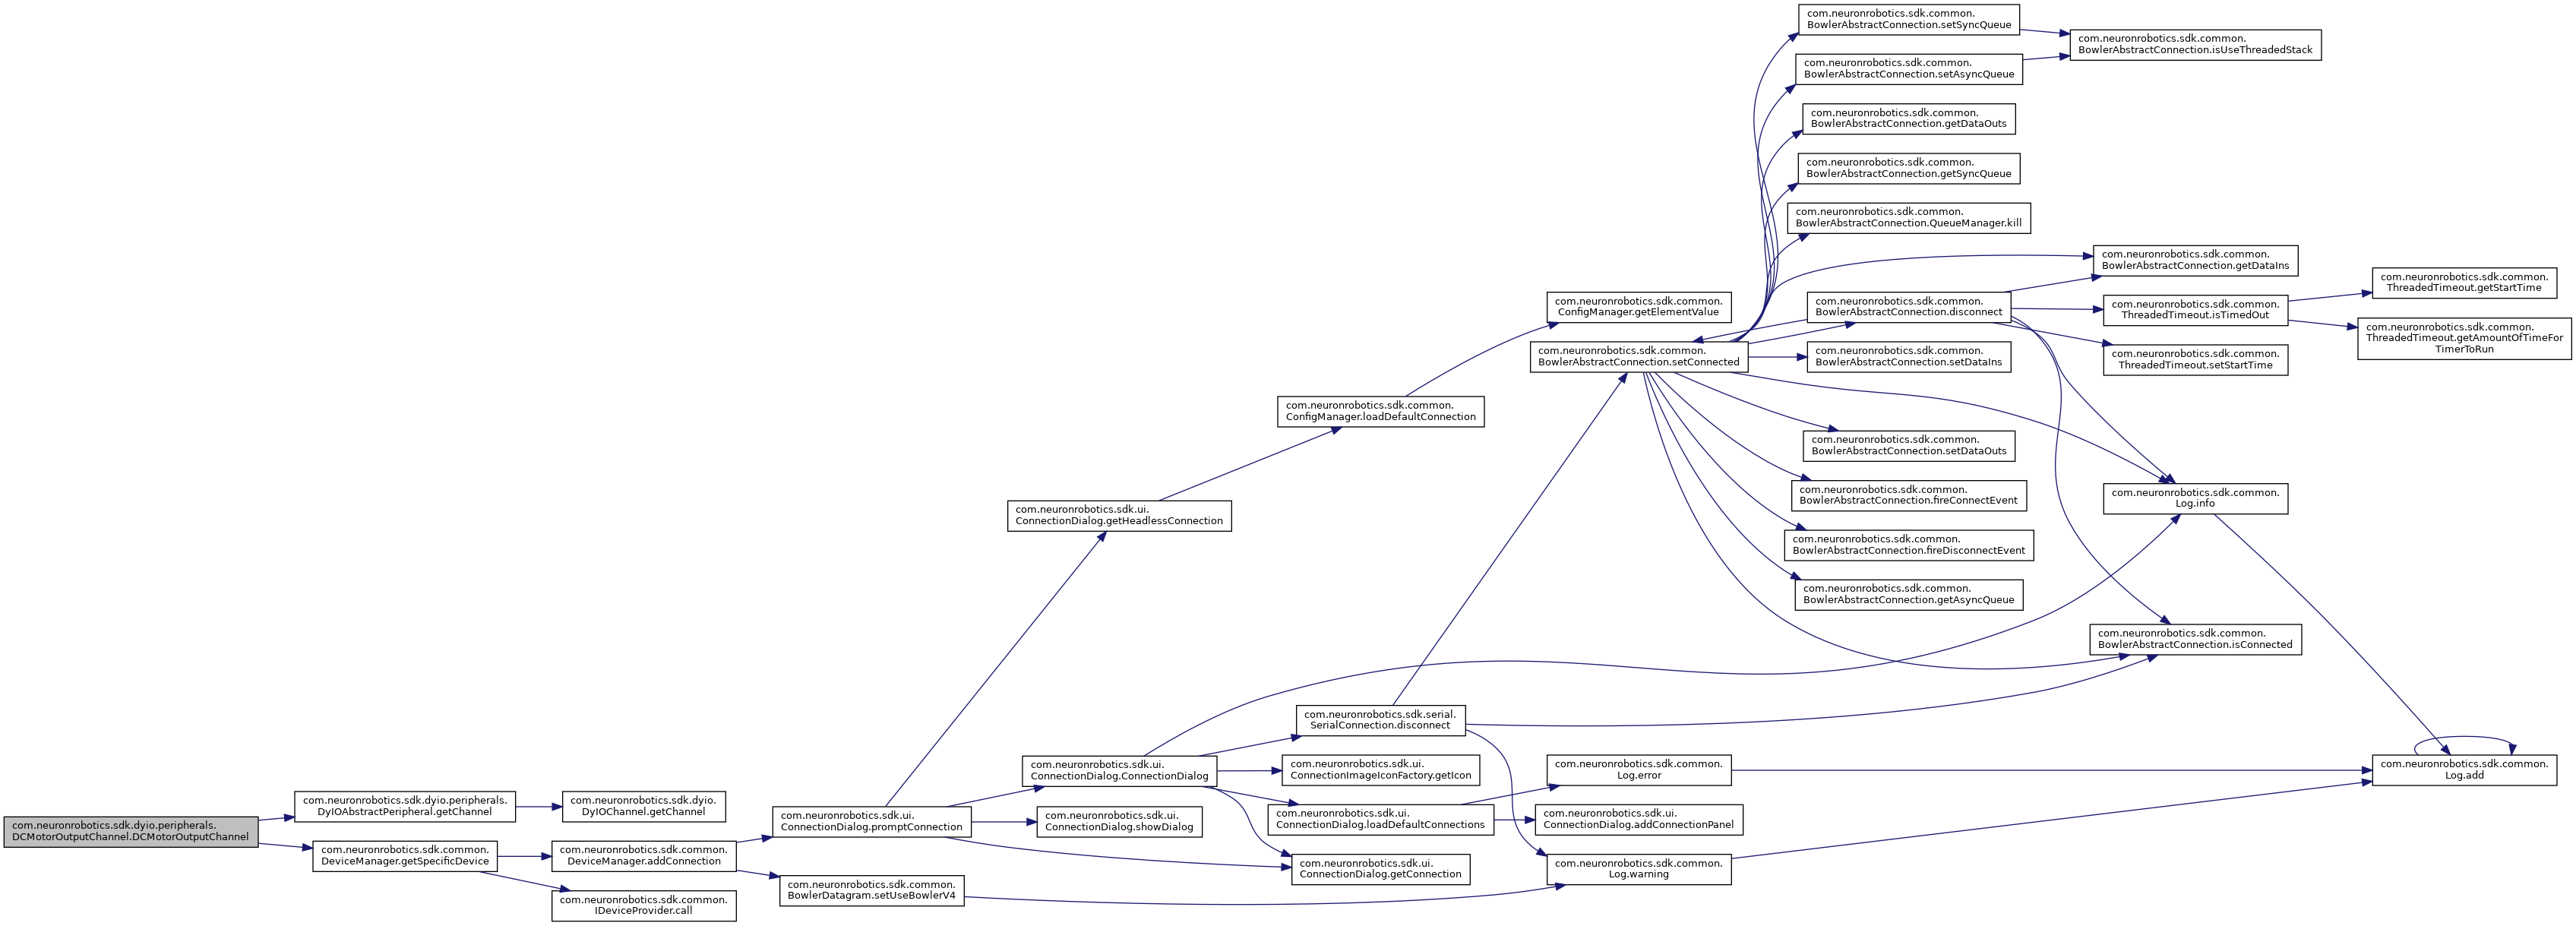 com.neuronrobotics.sdk.dyio.peripherals.
DCMotorOutputChannel.DCMotorOutputChannel
com.neuronrobotics.sdk.dyio.peripherals.
DyIOAbstractPeripheral.getChannel
com.neuronrobotics.sdk.common.
DeviceManager.getSpecificDevice
com.neuronrobotics.sdk.dyio.
DyIOChannel.getChannel
com.neuronrobotics.sdk.common.
DeviceManager.addConnection
com.neuronrobotics.sdk.common.
IDeviceProvider.call
com.neuronrobotics.sdk.ui.
ConnectionDialog.promptConnection
com.neuronrobotics.sdk.common.
BowlerDatagram.setUseBowlerV4
com.neuronrobotics.sdk.ui.
ConnectionDialog.getHeadlessConnection
com.neuronrobotics.sdk.ui.
ConnectionDialog.ConnectionDialog
com.neuronrobotics.sdk.ui.
ConnectionDialog.showDialog
com.neuronrobotics.sdk.common.
ConfigManager.loadDefaultConnection
com.neuronrobotics.sdk.serial.
SerialConnection.disconnect
com.neuronrobotics.sdk.ui.
ConnectionImageIconFactory.getIcon
com.neuronrobotics.sdk.ui.
ConnectionDialog.loadDefaultConnections
com.neuronrobotics.sdk.ui.
ConnectionDialog.getConnection
com.neuronrobotics.sdk.common.
ConfigManager.getElementValue
com.neuronrobotics.sdk.common.
BowlerAbstractConnection.setConnected
com.neuronrobotics.sdk.common.
Log.error
com.neuronrobotics.sdk.ui.
ConnectionDialog.addConnectionPanel
com.neuronrobotics.sdk.common.
Log.warning
com.neuronrobotics.sdk.common.
BowlerAbstractConnection.setSyncQueue
com.neuronrobotics.sdk.common.
BowlerAbstractConnection.setAsyncQueue
com.neuronrobotics.sdk.common.
BowlerAbstractConnection.getDataOuts
com.neuronrobotics.sdk.common.
BowlerAbstractConnection.getSyncQueue
com.neuronrobotics.sdk.common.
BowlerAbstractConnection.QueueManager.kill
com.neuronrobotics.sdk.common.
BowlerAbstractConnection.disconnect
com.neuronrobotics.sdk.common.
BowlerAbstractConnection.setDataIns
com.neuronrobotics.sdk.common.
BowlerAbstractConnection.setDataOuts
com.neuronrobotics.sdk.common.
BowlerAbstractConnection.fireConnectEvent
com.neuronrobotics.sdk.common.
BowlerAbstractConnection.fireDisconnectEvent
com.neuronrobotics.sdk.common.
BowlerAbstractConnection.getAsyncQueue
com.neuronrobotics.sdk.common.
BowlerAbstractConnection.isUseThreadedStack
com.neuronrobotics.sdk.common.
BowlerAbstractConnection.getDataIns
com.neuronrobotics.sdk.common.
ThreadedTimeout.isTimedOut
com.neuronrobotics.sdk.common.
ThreadedTimeout.setStartTime
com.neuronrobotics.sdk.common.
Log.info
com.neuronrobotics.sdk.common.
BowlerAbstractConnection.isConnected
com.neuronrobotics.sdk.common.
ThreadedTimeout.getStartTime
com.neuronrobotics.sdk.common.
ThreadedTimeout.getAmountOfTimeFor
TimerToRun
com.neuronrobotics.sdk.common.
Log.add